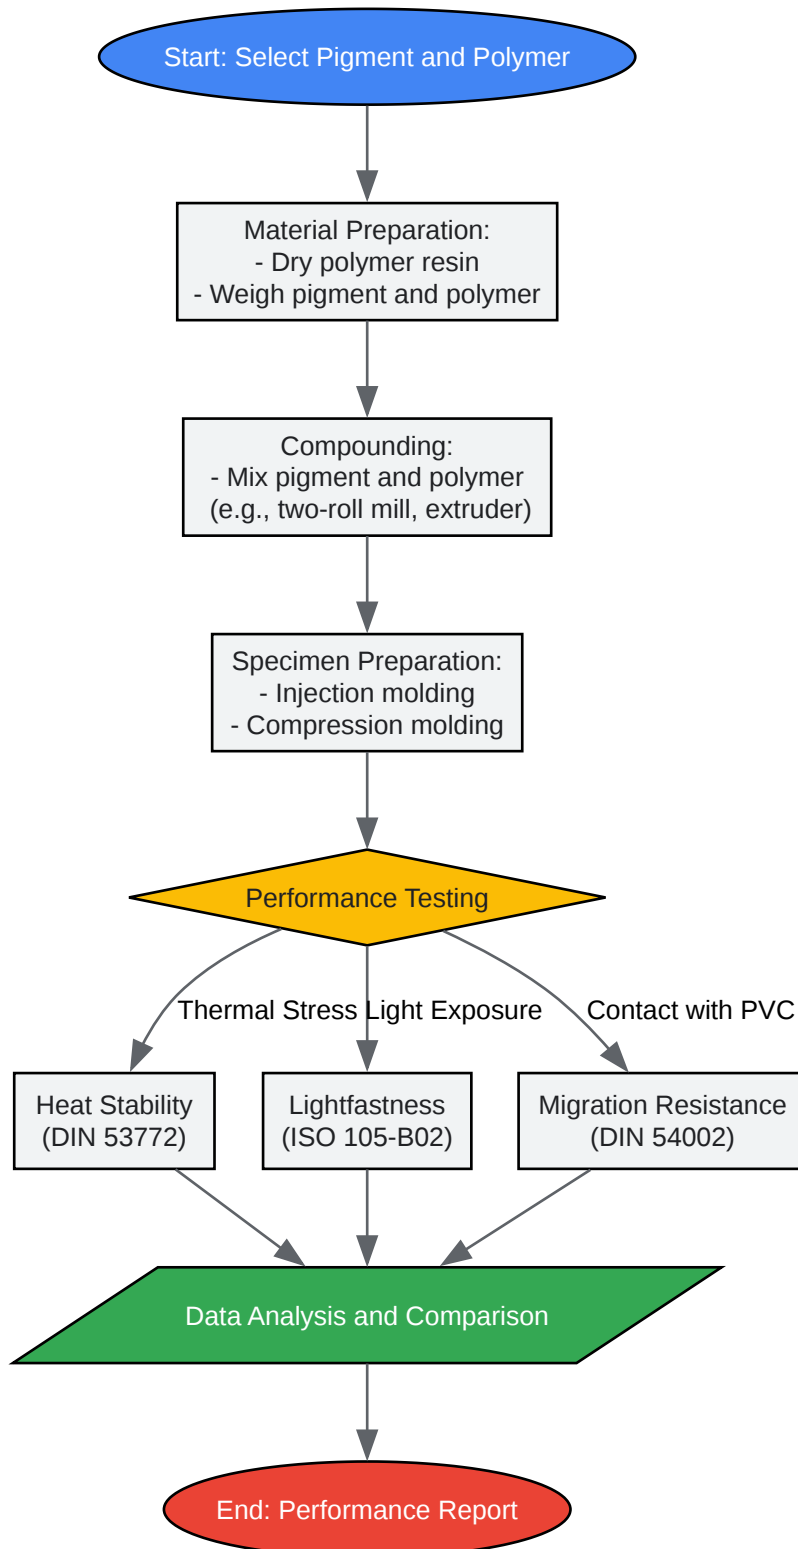 Start: Select Pigment and Polymer
Material Preparation:
- Dry polymer resin
- Weigh pigment and polymer
Compounding:
- Mix pigment and polymer
(e.g., two-roll mill, extruder)
Specimen Preparation:
- Injection molding
- Compression molding
Performance Testing
Thermal Stress
Light Exposure
Contact with PVC
Heat Stability
(DIN 53772)
Lightfastness
(ISO 105-B02)
Migration Resistance
(DIN 54002)
Data Analysis and Comparison
End: Performance Report